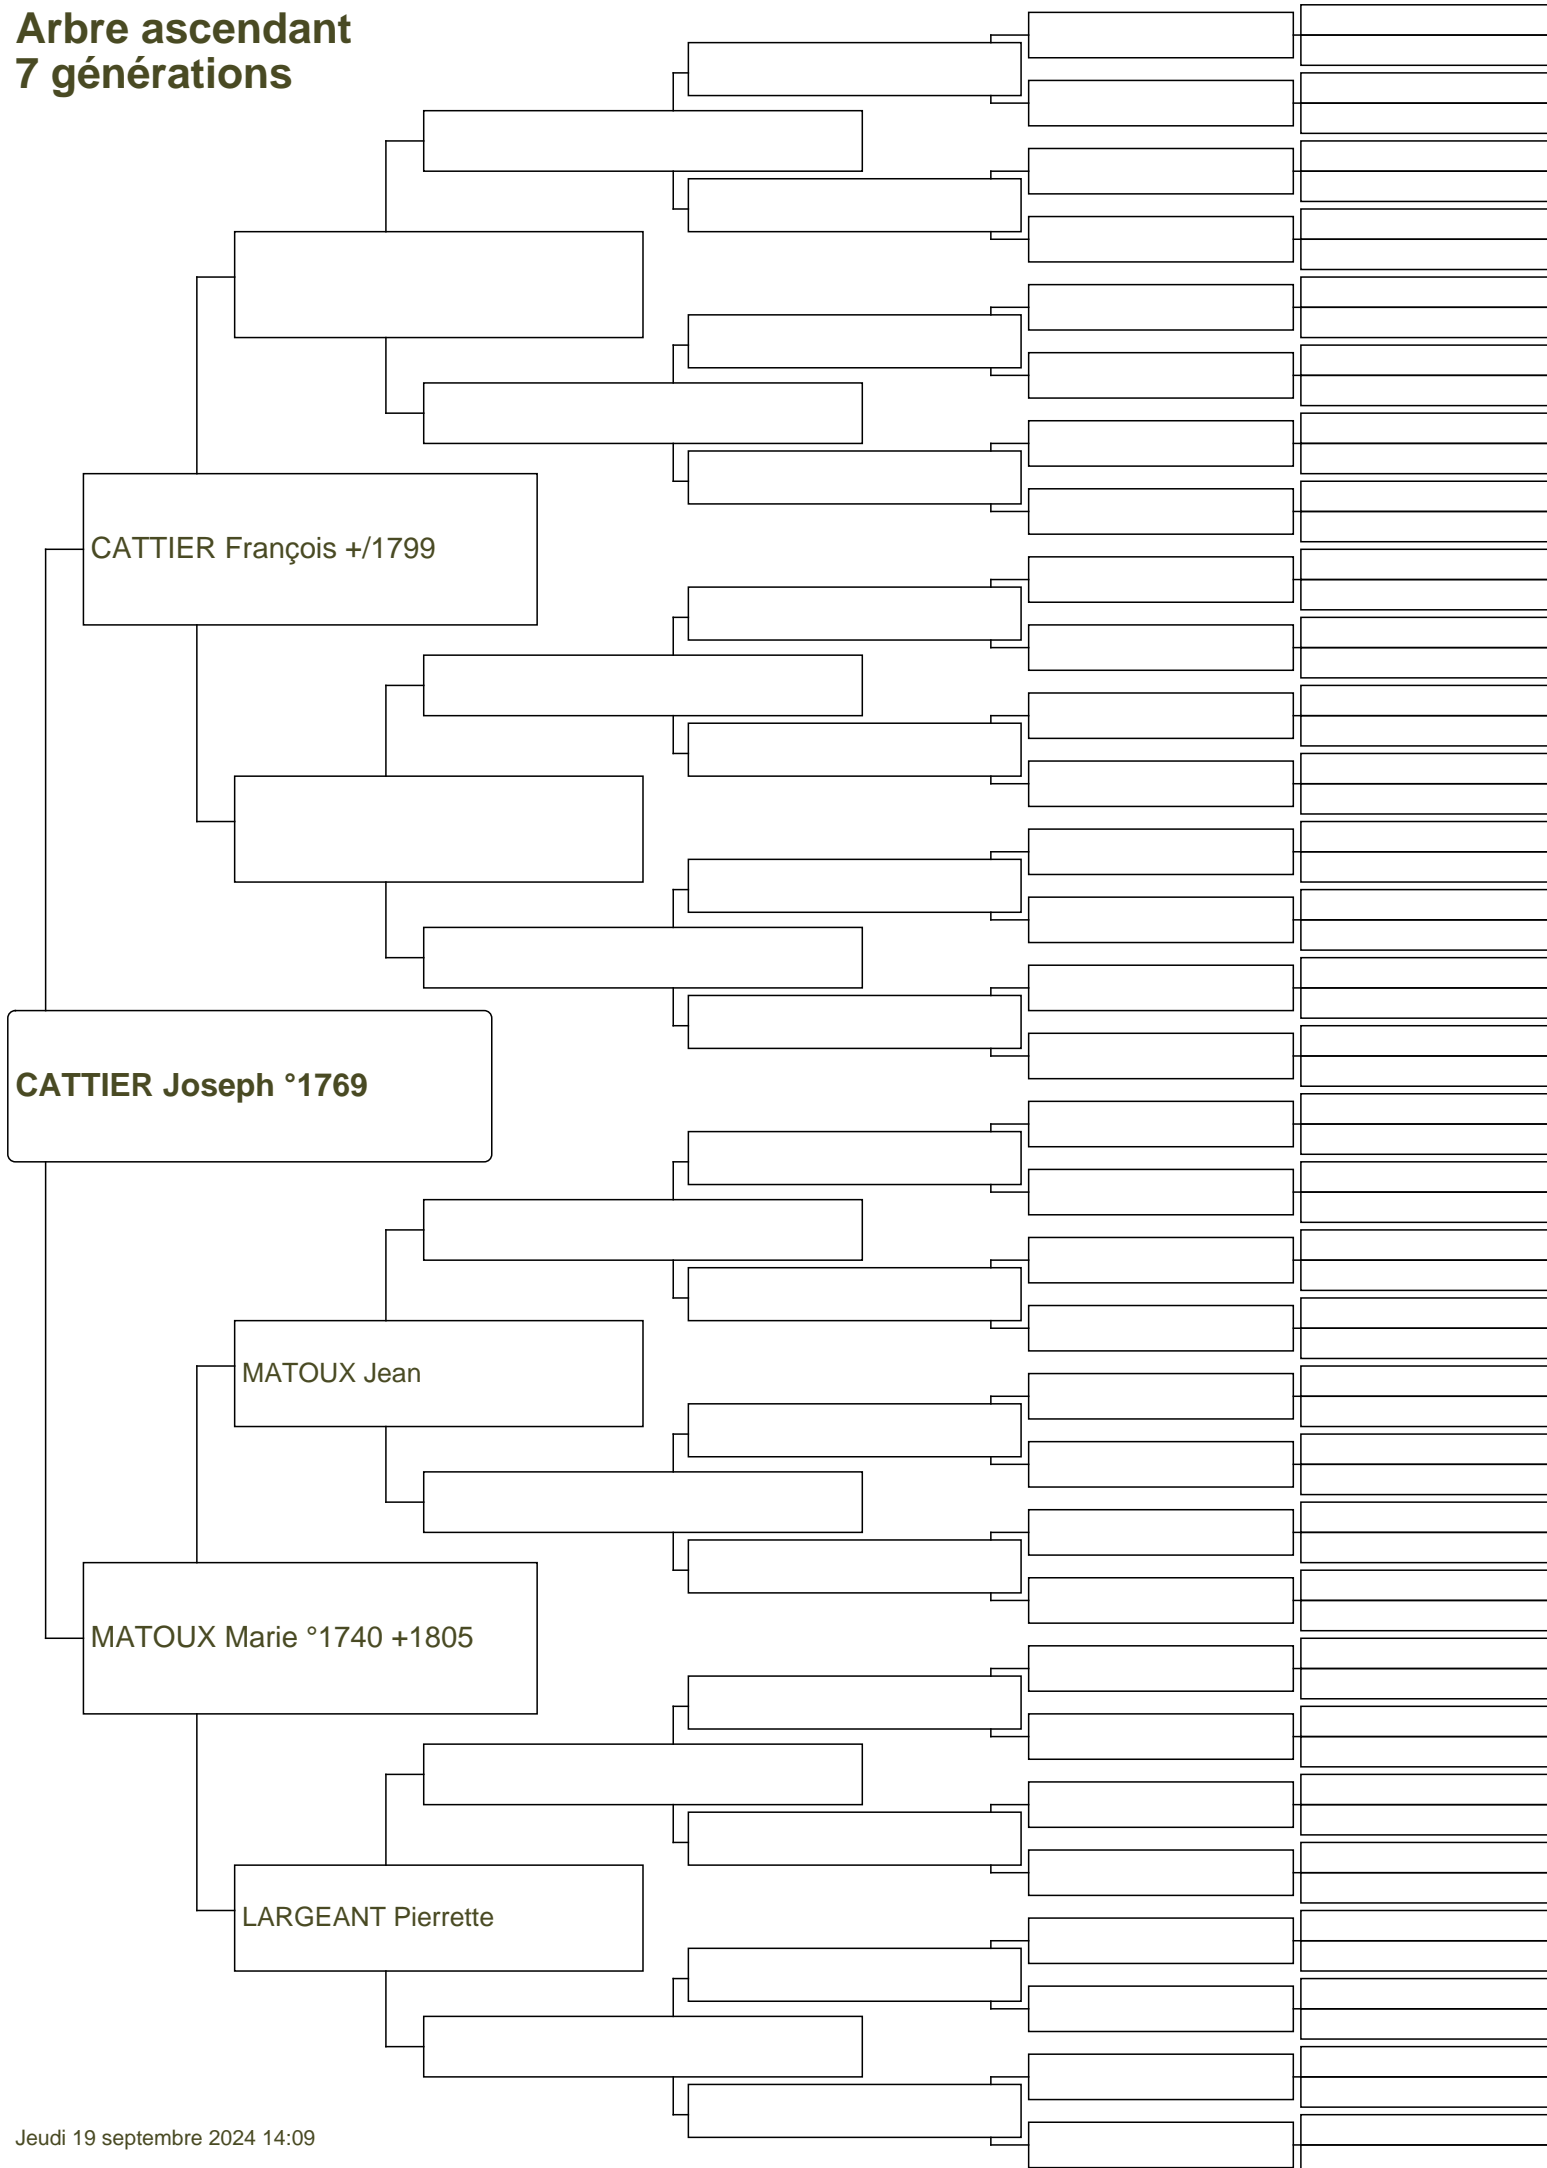 Arbre ascendant
7 générations
CATTIER François +/1799
CATTIER Joseph °1769
MATOUX Jean
MATOUX Marie °1740 +1805
LARGEANT Pierrette
Jeudi 19 septembre 2024 14:09